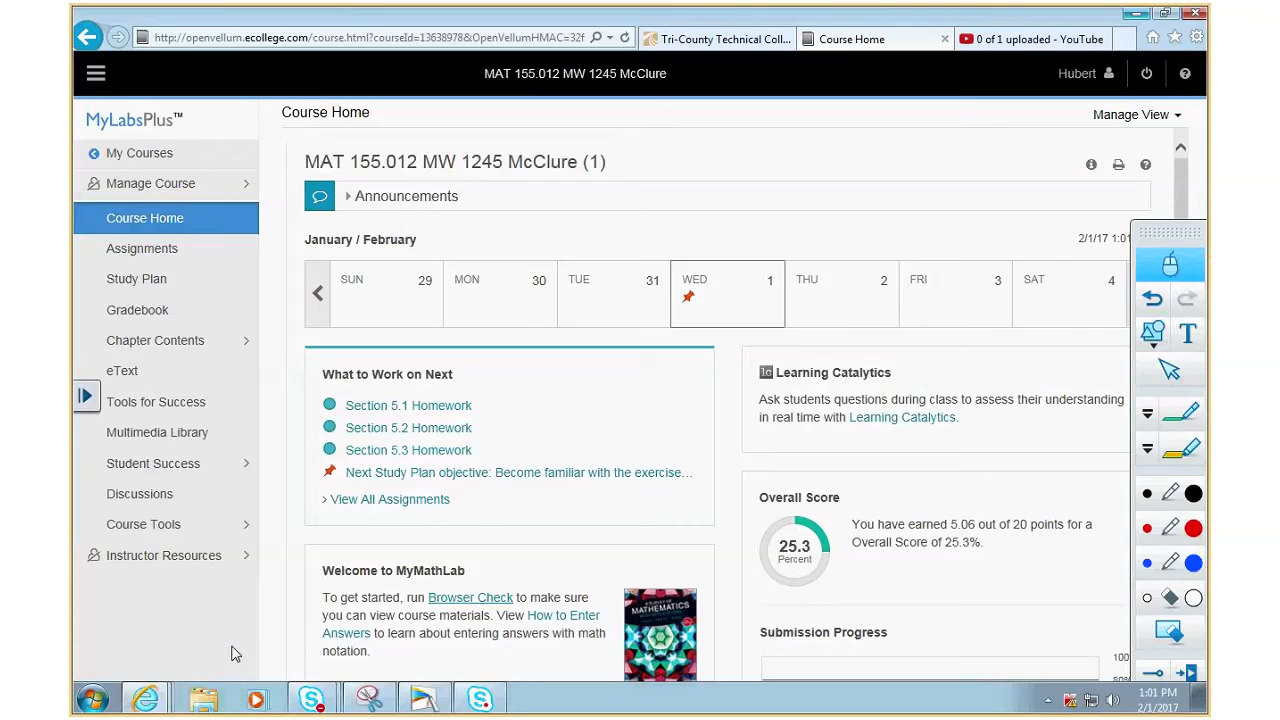 http://openvellum.ecollege.com/course.html?courseId=13638978&OpenVellumHMAC=32f
Tri-County Technical Coll...
Course Home
0 of 1 uploaded - YouTube
MAT 155.012 MW 1245 McClure
Hubert
MyLabsPlus™
My Courses
Manage Course
Course Home
Assignments
Study Plan
Gradebook
Chapter Contents
eText
Tools for Success
Multimedia Library
Student Success
Discussions
Course Tools
Instructor Resources
Course Home
Manage View
MAT 155.012 MW 1245 McClure (1)
Announcements
January / February
2/1/17 1:01
SUN 29
MON 30
TUE 31
WED 1
THU 2
FRI 3
SAT 4
What to Work on Next
Section 5.1 Homework
Section 5.2 Homework
Section 5.3 Homework
Next Study Plan objective: Become familiar with the exercise...
View All Assignments
Welcome to MyMathLab
To get started, run Browser Check to make sure
you can view course materials. View How to Enter
Answers to learn about entering answers with math
notation.
MATHEMATICS
lc Learning Catalytics
Ask students questions during class to assess their understanding
in real time with Learning Catalytics.
Overall Score
25.3
Percent
You have earned 5.06 out of 20 points for a
Overall Score of 25.3%.
Submission Progress
100
80%
T
1:01 PM
2/1/2017